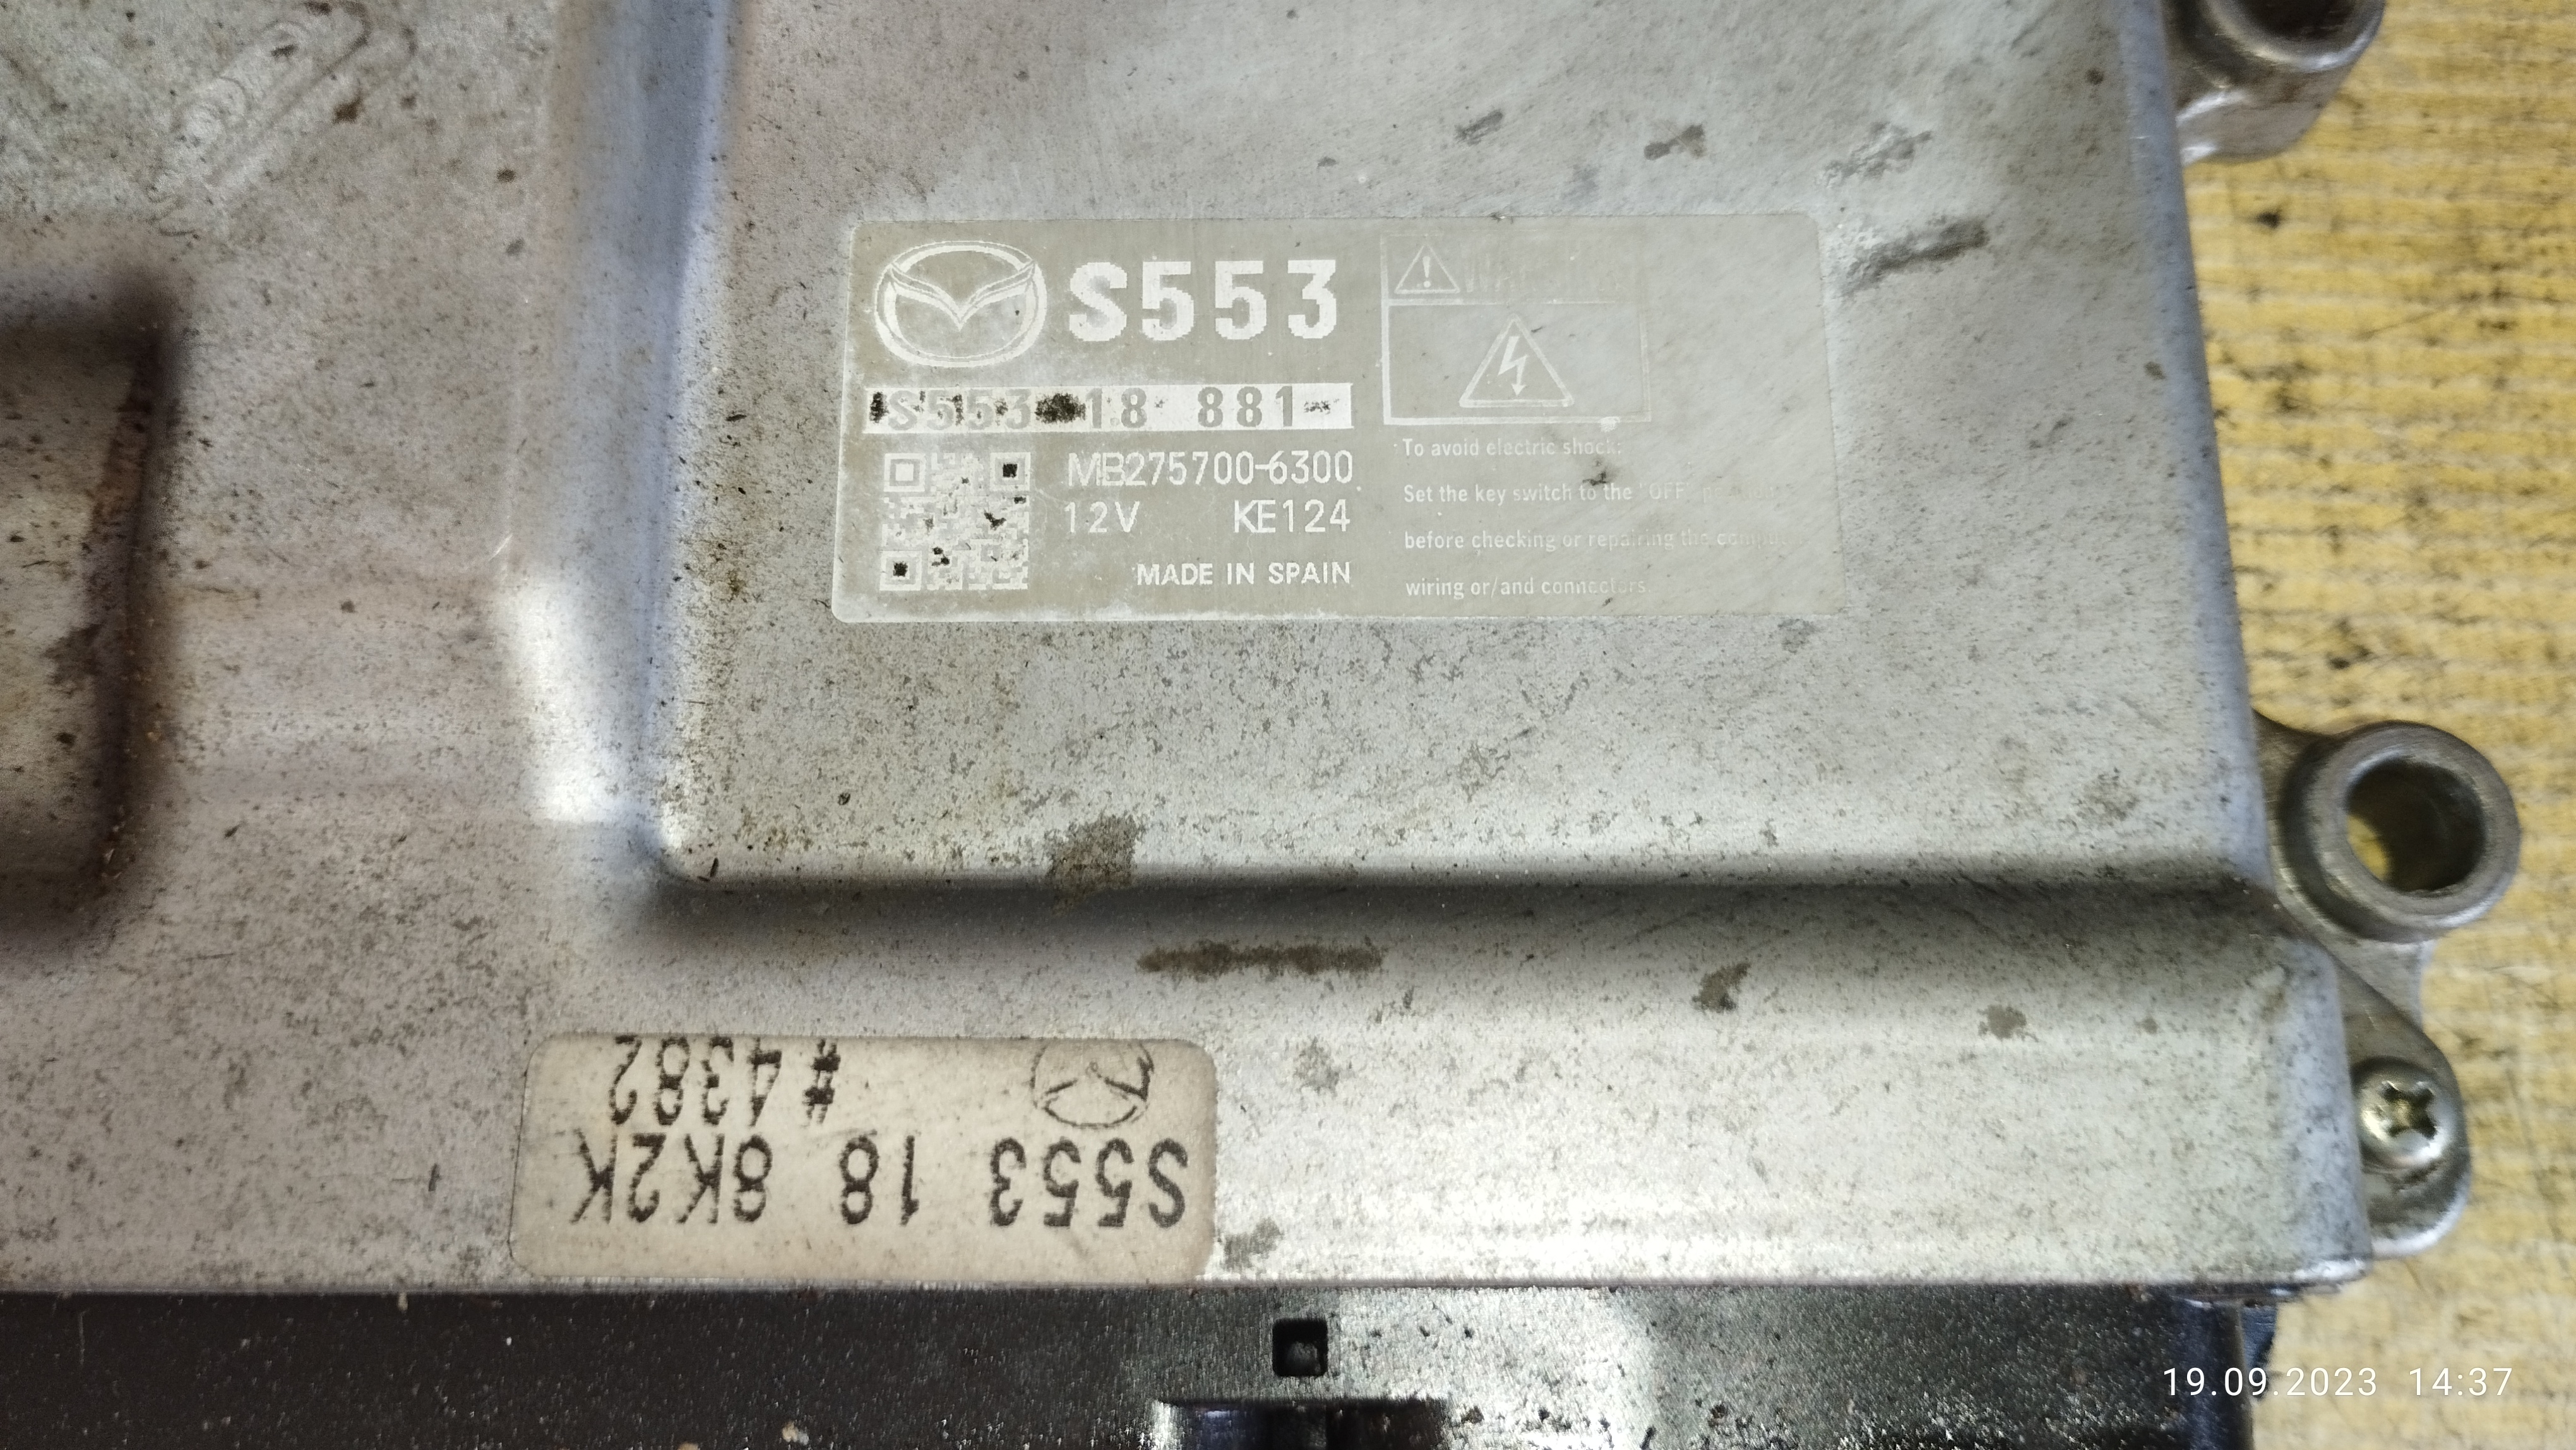 S553
S553 18 881
MB275700-6300
12V KE124
MADE IN SPAIN
To avoid electric shock:
Set the key switch to the "OFF"
before checking or repairing the
wiring or/and connectors
S553 18 8K2K
#4382
19.09.2023 14:37